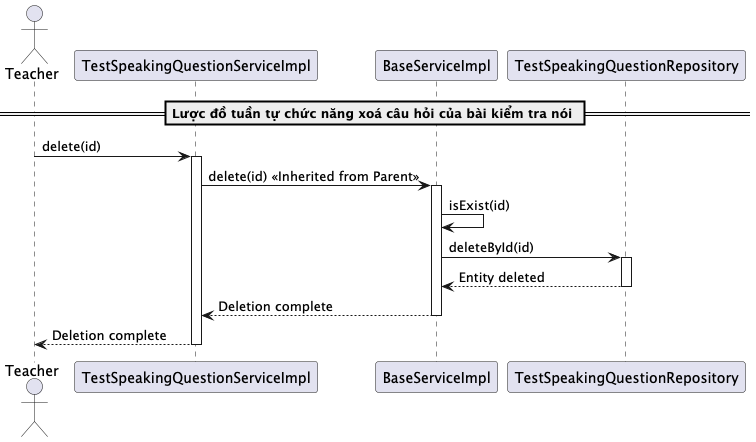 Teacher
TestSpeakingQuestionServiceImpl
BaseServiceImpl
TestSpeakingQuestionRepository
Lược đồ tuần tự chức năng xoá câu hỏi của bài kiểm tra nói
delete(id)
delete(id) «Inherited from Parent»
isExist(id)
deleteById(id)
Entity deleted
Deletion complete
Deletion complete
Teacher
TestSpeakingQuestionServiceImpl
BaseServiceImpl
TestSpeakingQuestionRepository